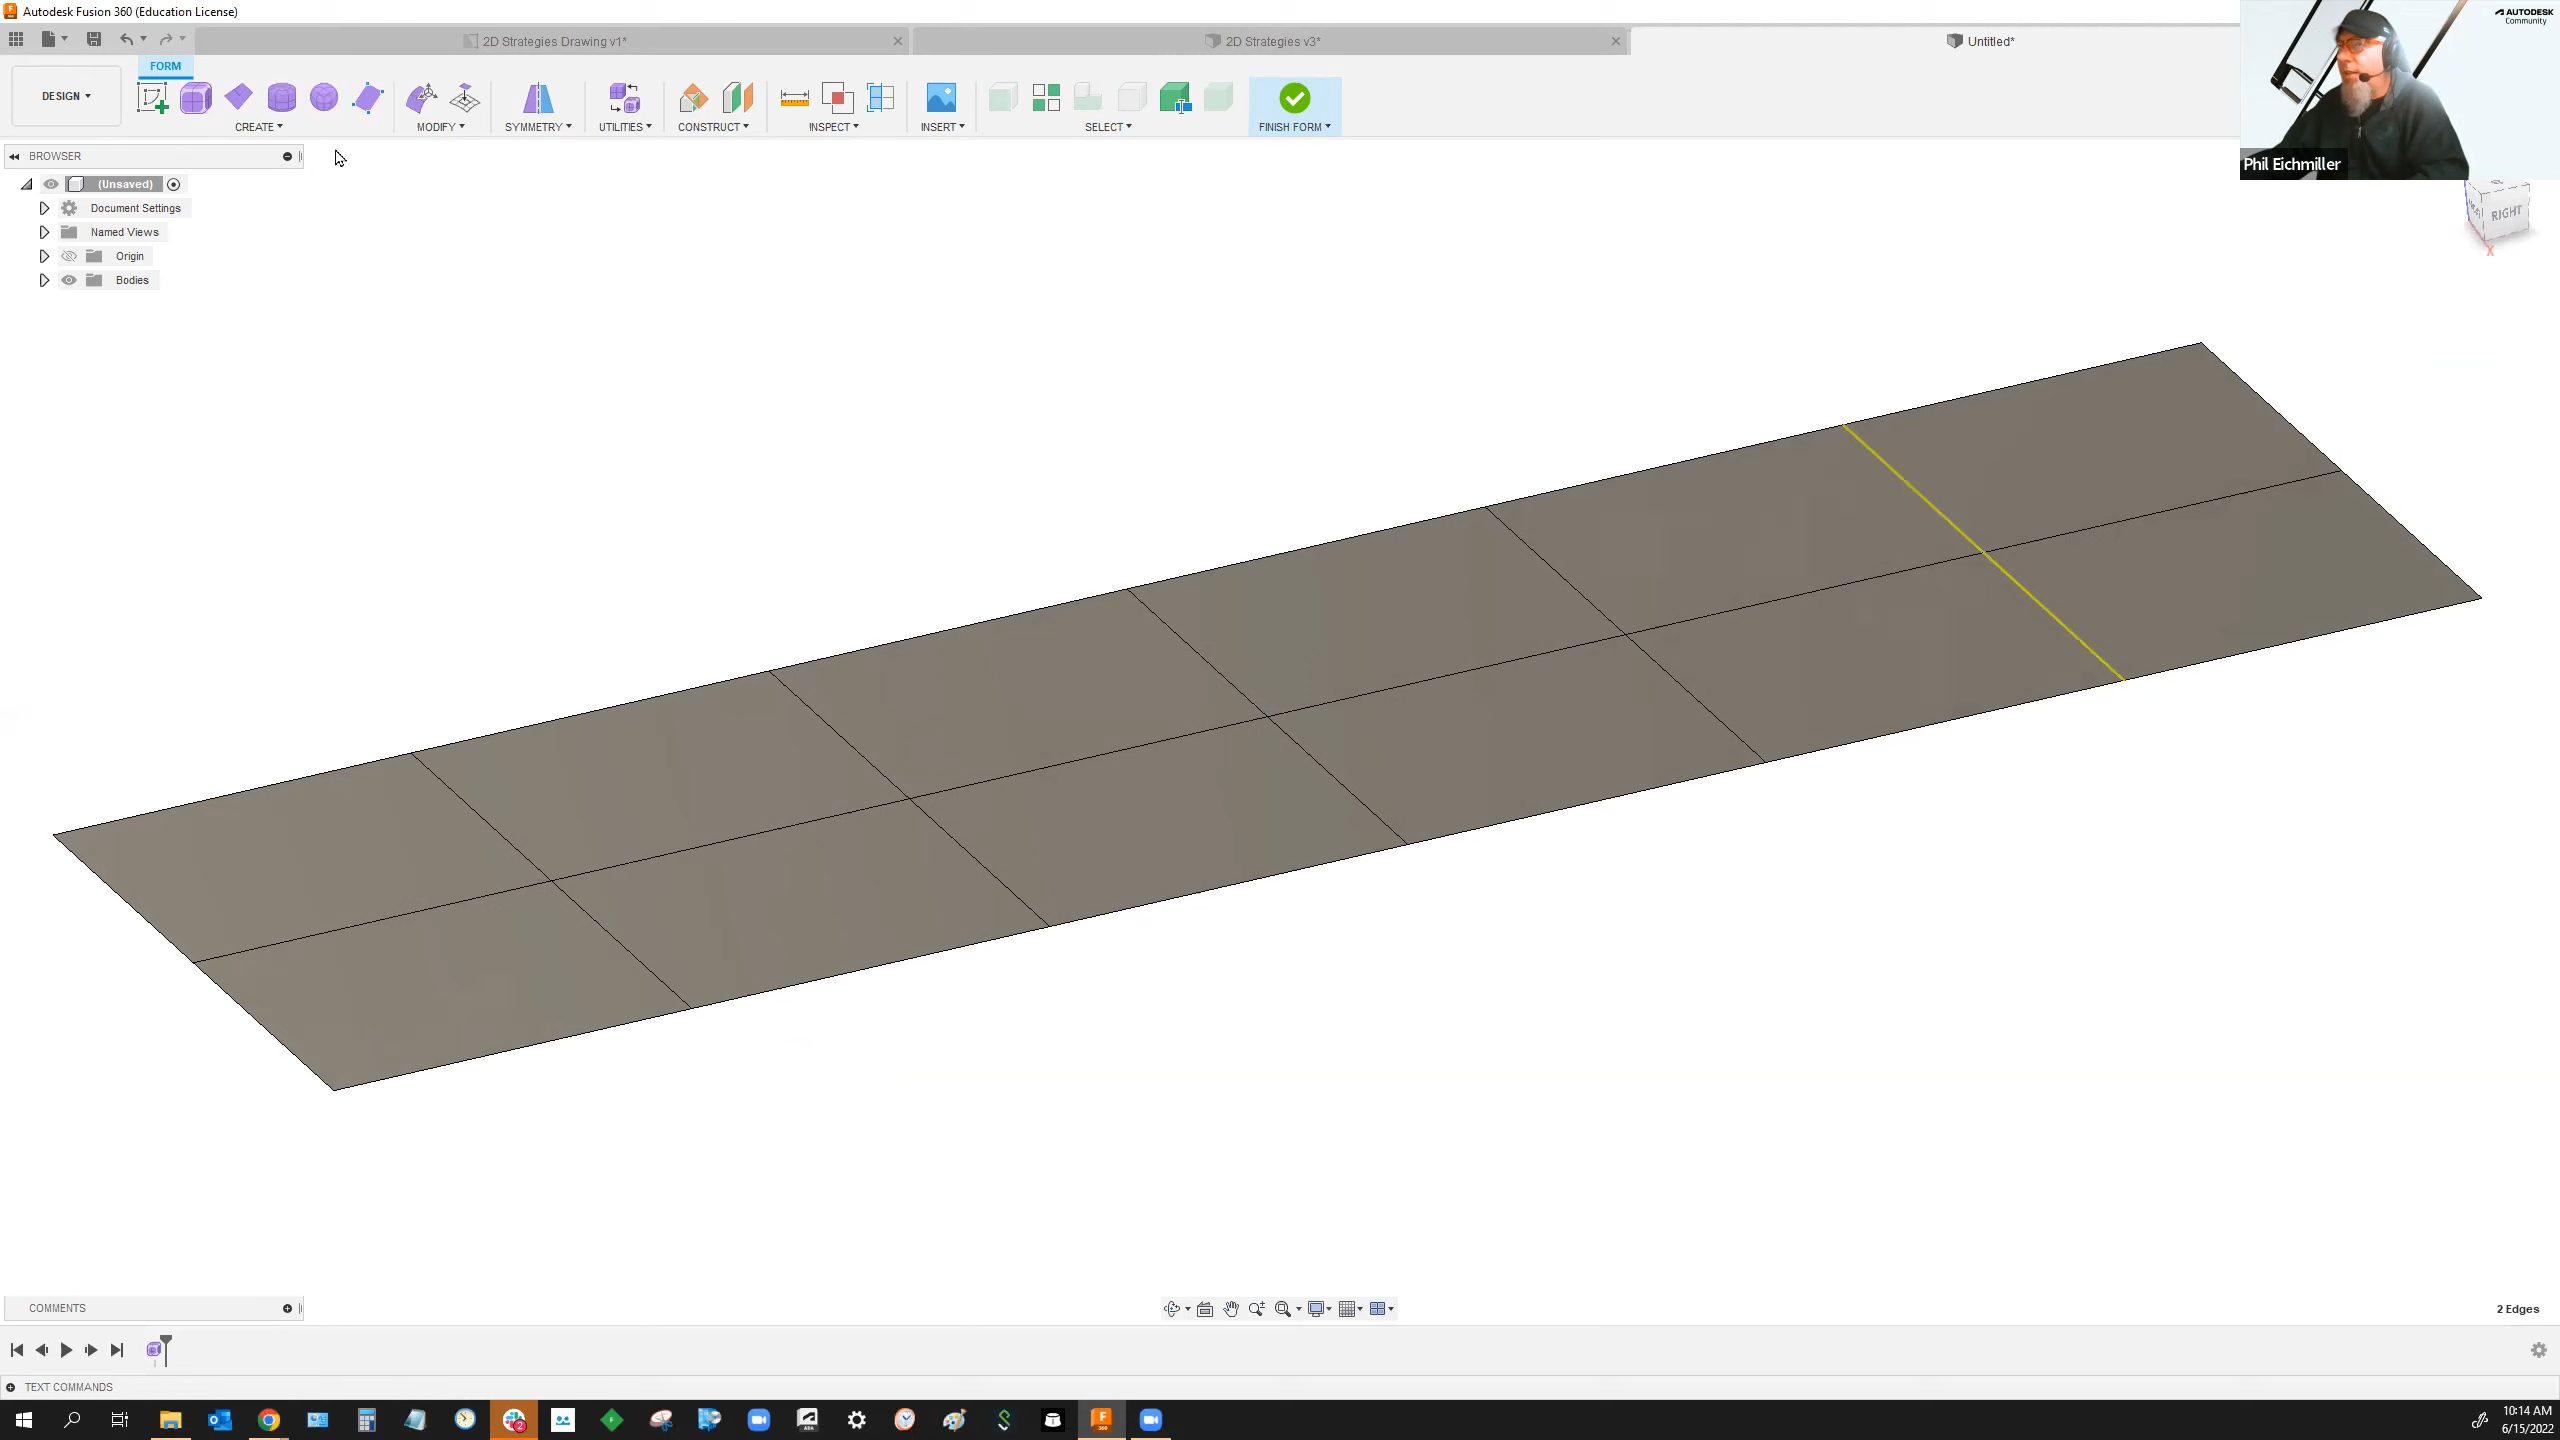 Autodesk Fusion 360 (Education License)
2D Strategies Drawing v1*
2D Strategies v3*
Untitled*
AUTODESK
Community
FORM
DESIGN
CREATE
MODIFY
SYMMETRY
UTILITIES
CONSTRUCT
INSPECT
INSERT
SELECT
FINISH FORM
Phil Eichmiller
BROWSER
(Unsaved)
Document Settings
Named Views
Origin
Bodies
RIGHT
X
COMMENTS
2 Edges
TEXT COMMANDS
10:14 AM
6/15/2022